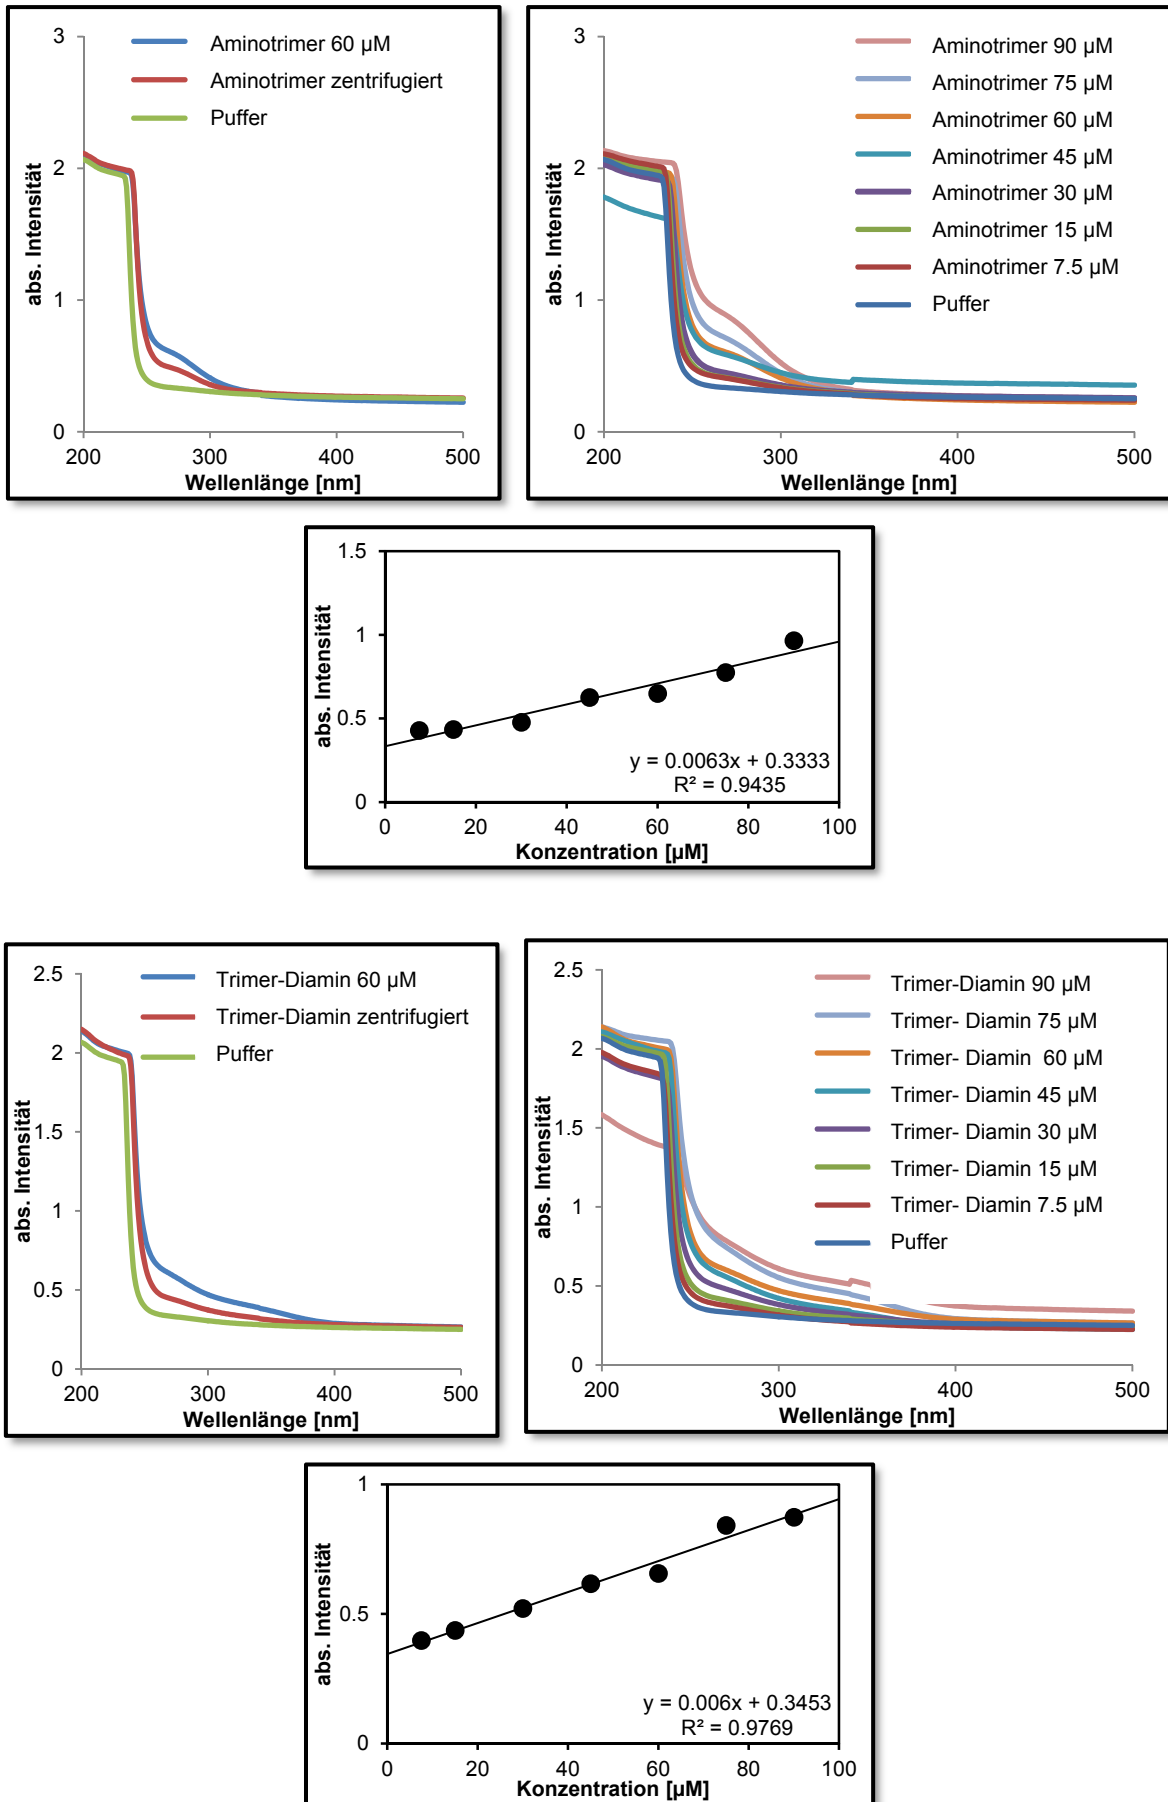 3
2
1
0
abs. Intensität
Aminotrimer 60 µM
Aminotrimer zentrifugiert
Puffer
200
300
400
500
Wellenlänge [nm]
3
2
1
0
abs. Intensität
Aminotrimer 90 µM
Aminotrimer 75 µM
Aminotrimer 60 µM
Aminotrimer 45 µM
Aminotrimer 30 µM
Aminotrimer 15 µM
Aminotrimer 7.5 µM
Puffer
200
300
400
500
Wellenlänge [nm]
1.5
1
0.5
0
abs. Intensität
y = 0.0063x + 0.3333
R² = 0.9435
0
20
40
60
80
100
Konzentration [µM]
2.5
2
1.5
1
0.5
0
abs. Intensität
Trimer-Diamin 60 µM
Trimer-Diamin zentrifugiert
Puffer
200
300
400
500
Wellenlänge [nm]
2.5
2
1.5
1
0.5
0
abs. Intensität
Trimer-Diamin 90 µM
Trimer- Diamin 75 µM
Trimer- Diamin  60 µM
Trimer- Diamin 45 µM
Trimer- Diamin 30 µM
Trimer- Diamin 15 µM
Trimer- Diamin 7.5 µM
Puffer
200
300
400
500
Wellenlänge [nm]
1
0.5
0
abs. Intensität
y = 0.006x + 0.3453
R² = 0.9769
0
20
40
60
80
100
Konzentration [µM]